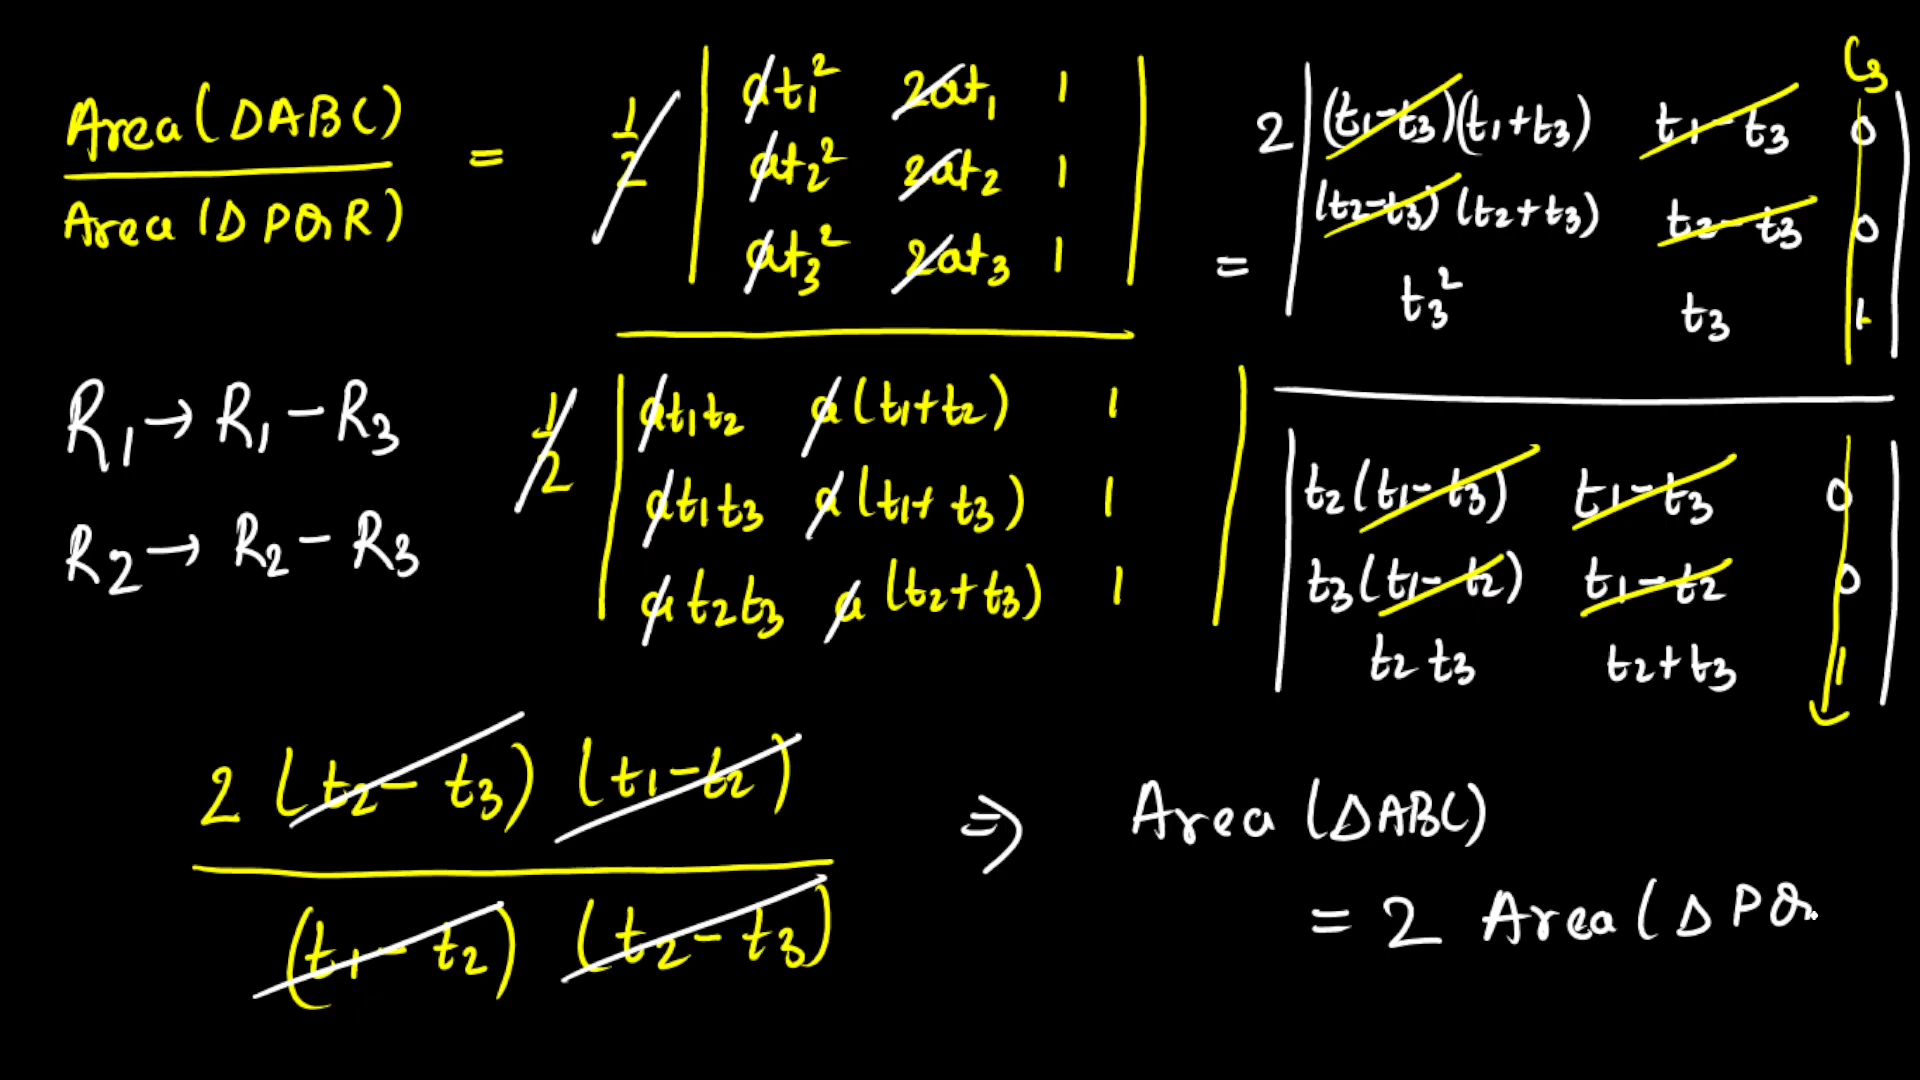 Area(ΔABC) / Area(ΔPQR) = 1/2 | at₁² 2at₁ 1 |
| at₂² 2at₂ 1 |
| at₃² 2at₃ 1 |
1/2 | at₁t₂ a(t₁+t₂) 1 |
| at₁t₃ a(t₁+t₃) 1 |
| at₂t₃ a(t₂+t₃) 1 |
R₁ → R₁ − R₃
R₂ → R₂ − R₃
C₃
= 2 | (t₁−t₃)(t₁+t₃) t₁−t₃ 0 |
| (t₂−t₃)(t₂+t₃) t₂−t₃ 0 |
| t₃² t₃ 1 |
| t₂(t₁−t₃) t₁−t₃ 0 |
| t₃(t₁−t₂) t₁−t₂ 0 |
| t₂t₃ t₂+t₃ 1 |
2 (t₂−t₃) (t₁−t₂)
(t₁−t₂) (t₂−t₃)
⇒ Area (ΔABC)
= 2 Area (ΔPQ